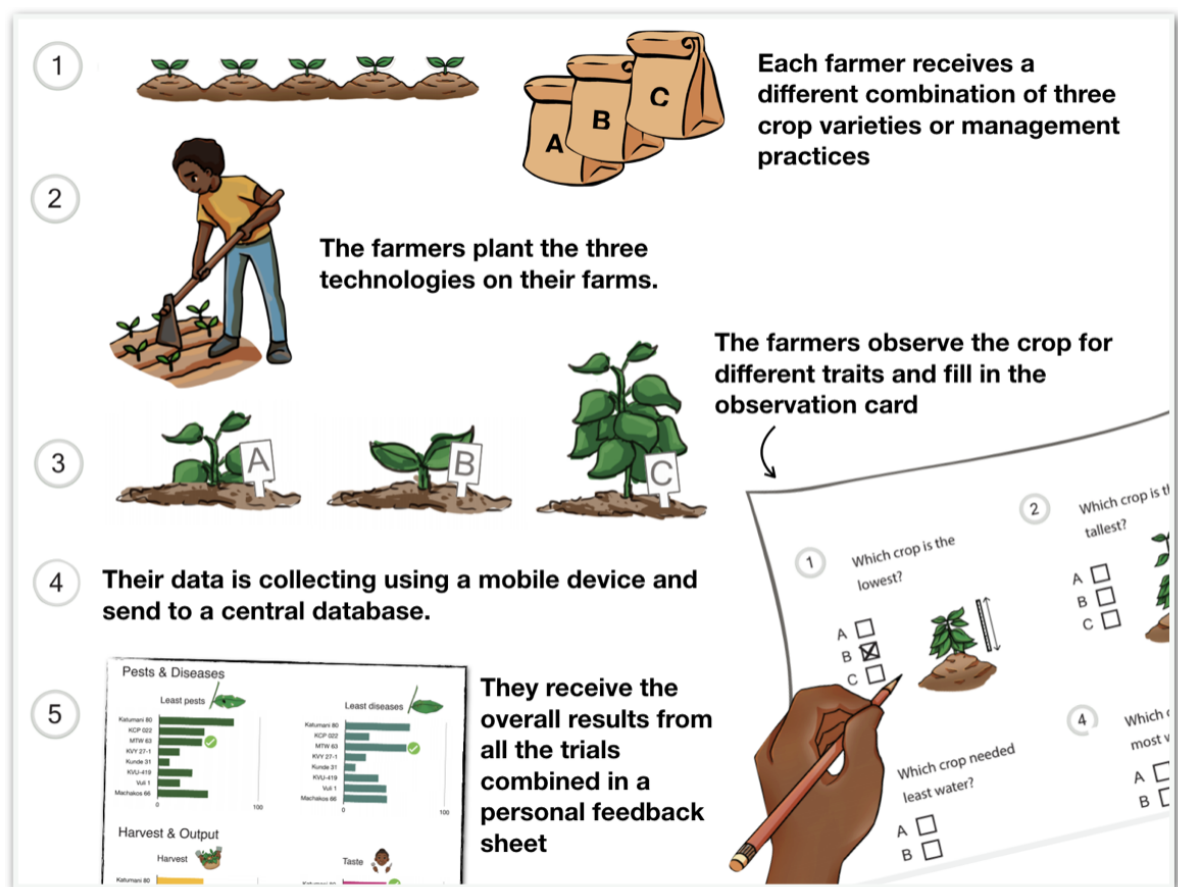 1
A
B
C
Each farmer receives a
different combination of three
crop varieties or management
practices
2
The farmers plant the three
technologies on their farms.
3
A
B
C
The farmers observe the crop for
different traits and fill in the
observation card
1
Which crop is the
lowest?
A
B
C
2
Which crop is
tallest?
A
B
C
Which crop needed
least water?
A
B
4
Which
most
A
B
4
Their data is collecting using a mobile device and
send to a central database.
5
Pests & Diseases
Least pests
Katumani 80
KCP 022
MTW 63
KVY 27-1
Kunde 31
KVU-419
Vuli 1
Machakos 66
0
100
Least diseases
Katumani 80
KCP 022
MTW 63
KVY 27-1
Kunde 31
KVU-419
Vuli 1
Machakos 66
0
100
Harvest & Output
Harvest
Katumani 80
Taste
They receive the
overall results from
all the trials
combined in a
personal feedback
sheet